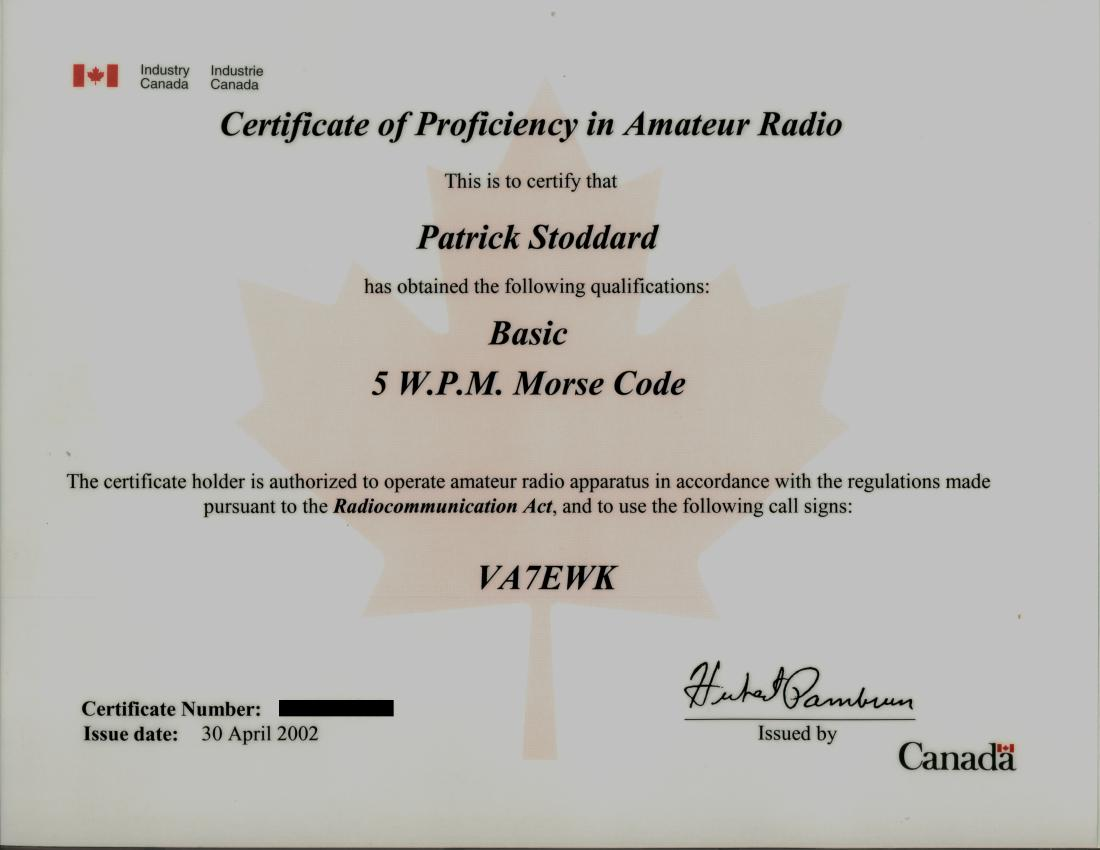 Industry Canada
Industrie Canada
Certificate of Proficiency in Amateur Radio
This is to certify that
Patrick Stoddard
has obtained the following qualifications:
Basic
5 W.P.M. Morse Code
The certificate holder is authorized to operate amateur radio apparatus in accordance with the regulations made
pursuant to the Radiocommunication Act, and to use the following call signs:
VA7EWK
Certificate Number:
Issue date: 30 April 2002
Hubert Pambrun
Issued by
Canada